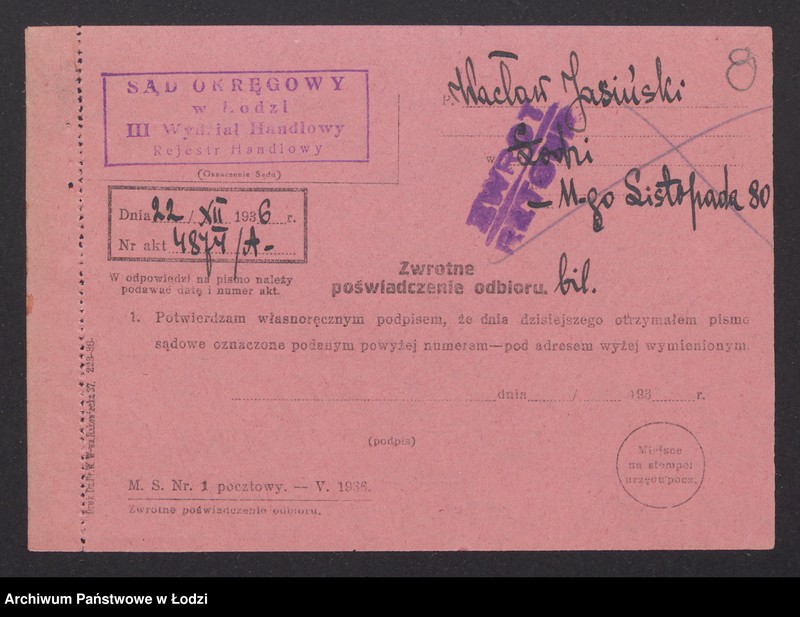 SĄD OKRĘGOWY
w Łodzi
III Wydział Handlowy
Rejestr Handlowy
(Oznaczenie Sądu)
8
P. Wacław Jasiński
w Łodzi
11-go Listopada 80
ZWROT
RETOUR
Dnia 22 / XII 1936 r.
Nr akt 4874/A-
W odpowiedzi na pismo należy
podawać datę i numer akt.
Zwrotne
poświadczenie odbioru. bil.
1. Potwierdzam własnoręcznym podpisem, że dnia dzisiejszego otrzymałem pismo
sądowe oznaczone podanym powyżej numerem—pod adresem wyżej wymienionym.
dnia / 193 r.
(podpis)
Miejsce
na stempel
urzędu pocz.
M. S. Nr. 1 pocztowy. — V. 1936.
Zwrotne poświadczenie odbioru.
Archiwum Państwowe w Łodzi